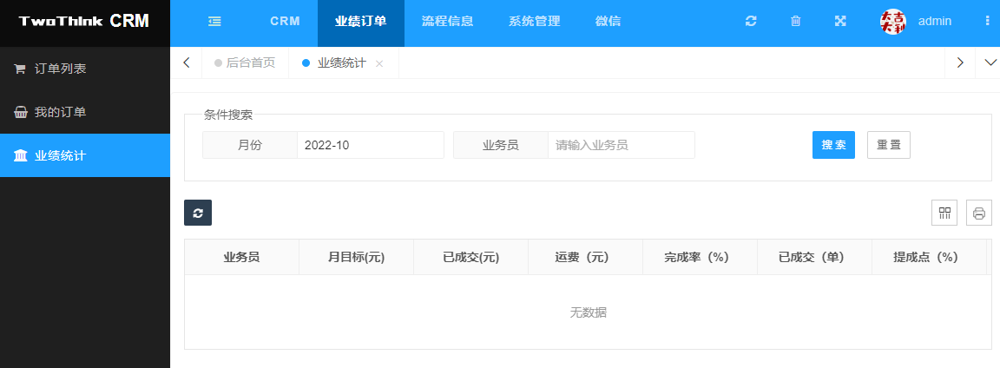 TwoThink CRM
CRM 业绩订单 流程信息 系统管理 微信 admin
后台首页 业绩统计
订单列表
我的订单
业绩统计
条件搜索
月份 2022-10 业务员 请输入业务员 搜索 重置
业务员 月目标(元) 已成交(元) 运费（元） 完成率（%） 已成交（单） 提成点（%）
无数据